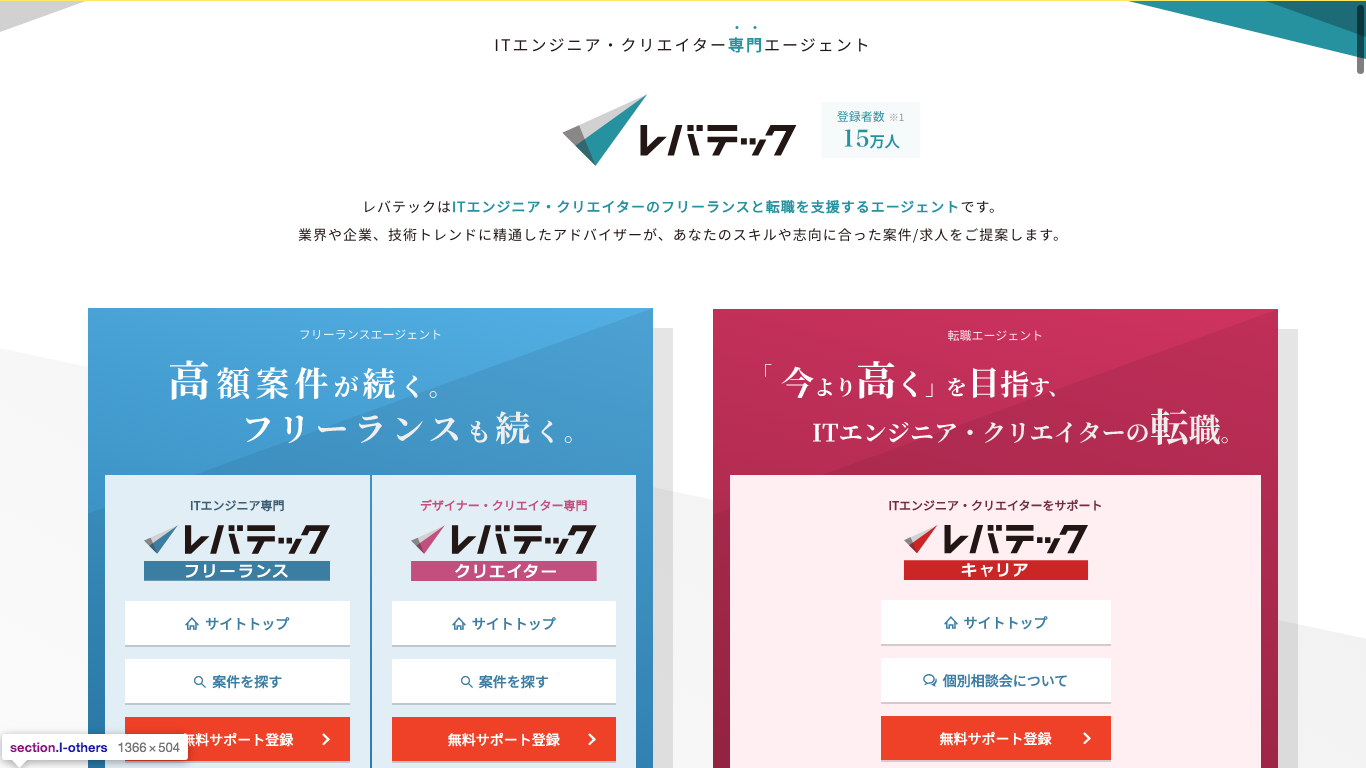 ITエンジニア・クリエイター専門エージェント
レバテック
登録者数 ※1
15万人
レバテックはITエンジニア・クリエイターのフリーランスと転職を支援するエージェントです。
業界や企業、技術トレンドに精通したアドバイザーが、あなたのスキルや志向に合った案件/求人をご提案します。
フリーランスエージェント
高額案件が続く。
フリーランスも続く。
ITエンジニア専門
レバテック
フリーランス
サイトトップ
案件を探す
無料サポート登録
デザイナー・クリエイター専門
レバテック
クリエイター
サイトトップ
案件を探す
無料サポート登録
転職エージェント
「今より高く」を目指す、
ITエンジニア・クリエイターの転職。
ITエンジニア・クリエイターをサポート
レバテック
キャリア
サイトトップ
個別相談会について
無料サポート登録
section.l-others 1366×504